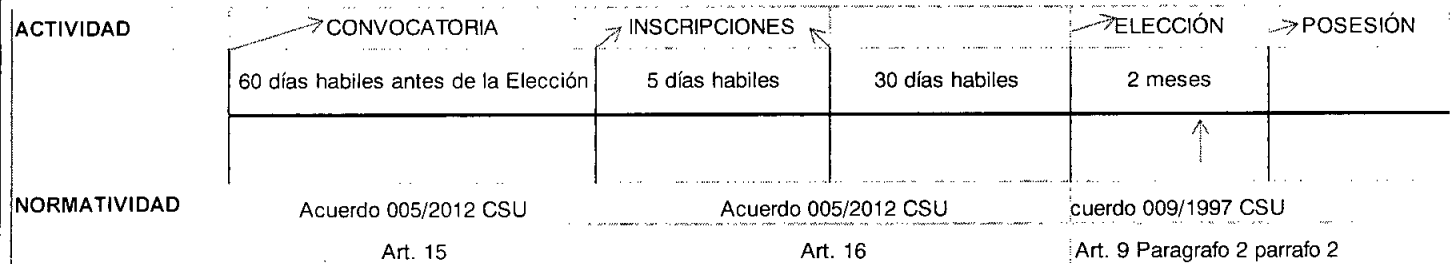 ACTIVIDAD CONVOCATORIA INSCRIPCIONES ELECCIÓN POSESIÓN
60 días habiles antes de la Elección 5 días habiles 30 días habiles 2 meses
NORMATIVIDAD Acuerdo 005/2012 CSU Acuerdo 005/2012 CSU cuerdo 009/1997 CSU
Art. 15 Art. 16 Art. 9 Paragrafo 2 parrafo 2